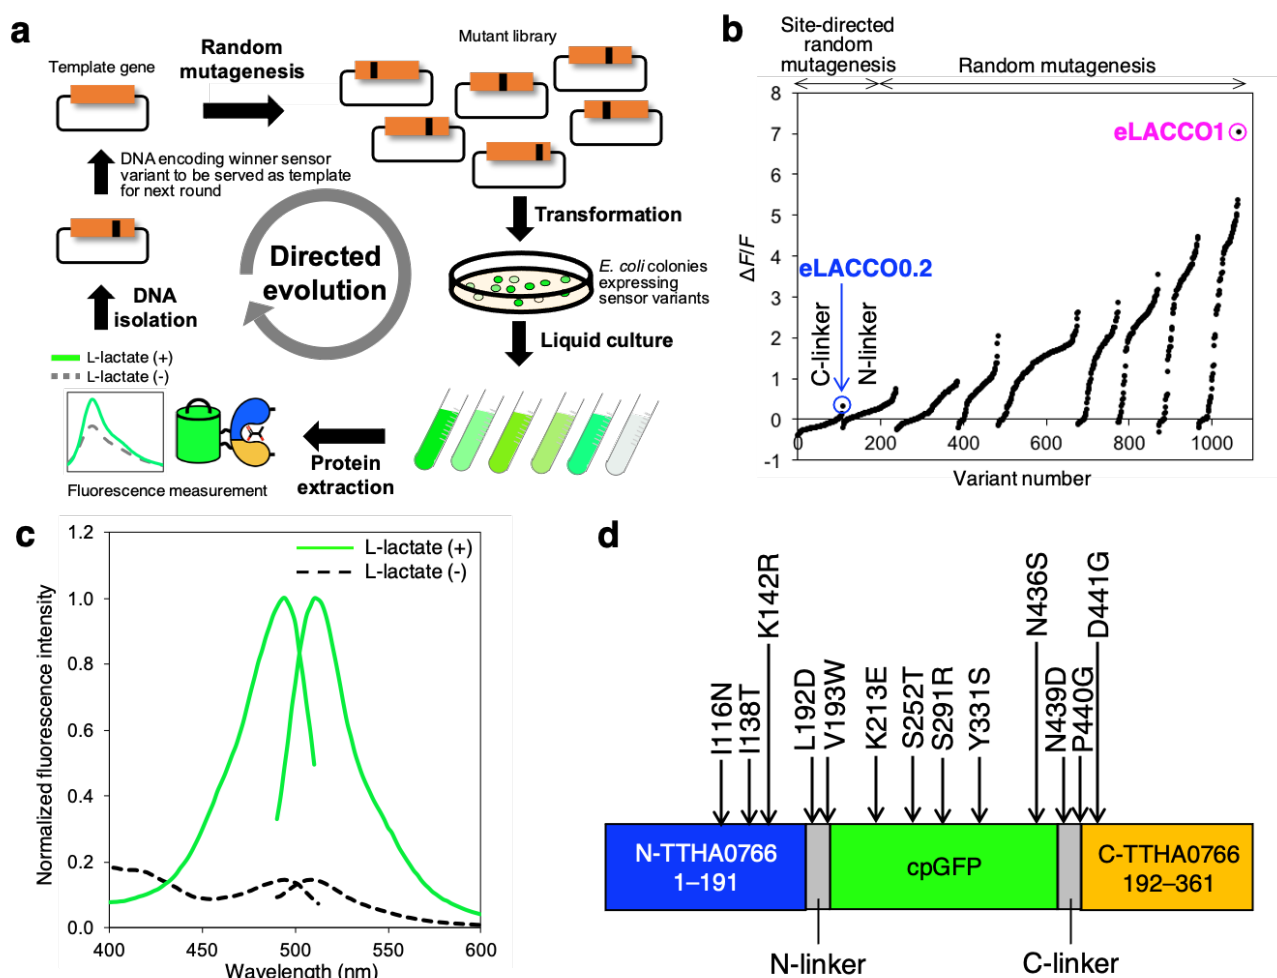 a
Template gene
Random
mutagenesis
Mutant library
DNA encoding winner sensor
variant to be served as template
for next round
Transformation
Directed
evolution
E. coli colonies
expressing
sensor variants
DNA
isolation
Liquid culture
L-lactate (+)
L-lactate (-)
Protein
extraction
Fluorescence measurement
b
Site-directed
random
mutagenesis
Random mutagenesis
8
7
6
5
4
3
2
1
0
-1
ΔF/F
eLACCO1
eLACCO0.2
C-linker
N-linker
0
200
400
600
800
1000
Variant number
c
1.2
1.0
0.8
0.6
0.4
0.2
0.0
Normalized fluorescence intensity
L-lactate (+)
L-lactate (-)
400
450
500
550
600
Wavelength (nm)
d
I116N
I138T
K142R
L192D
V193W
K213E
S252T
S291R
Y331S
N436S
N439D
P440G
D441G
N-TTHA0766
1–191
cpGFP
C-TTHA0766
192–361
N-linker
C-linker